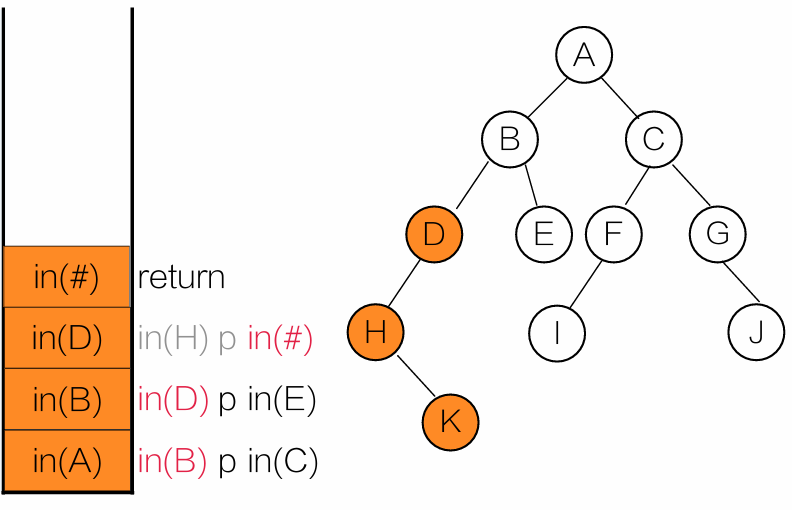 A
B
C
D
E
F
G
in(#) return
H
I
J
in(D) in(H) p in(#)
in(B) in(D) p in(E)
K
in(A) in(B) p in(C)